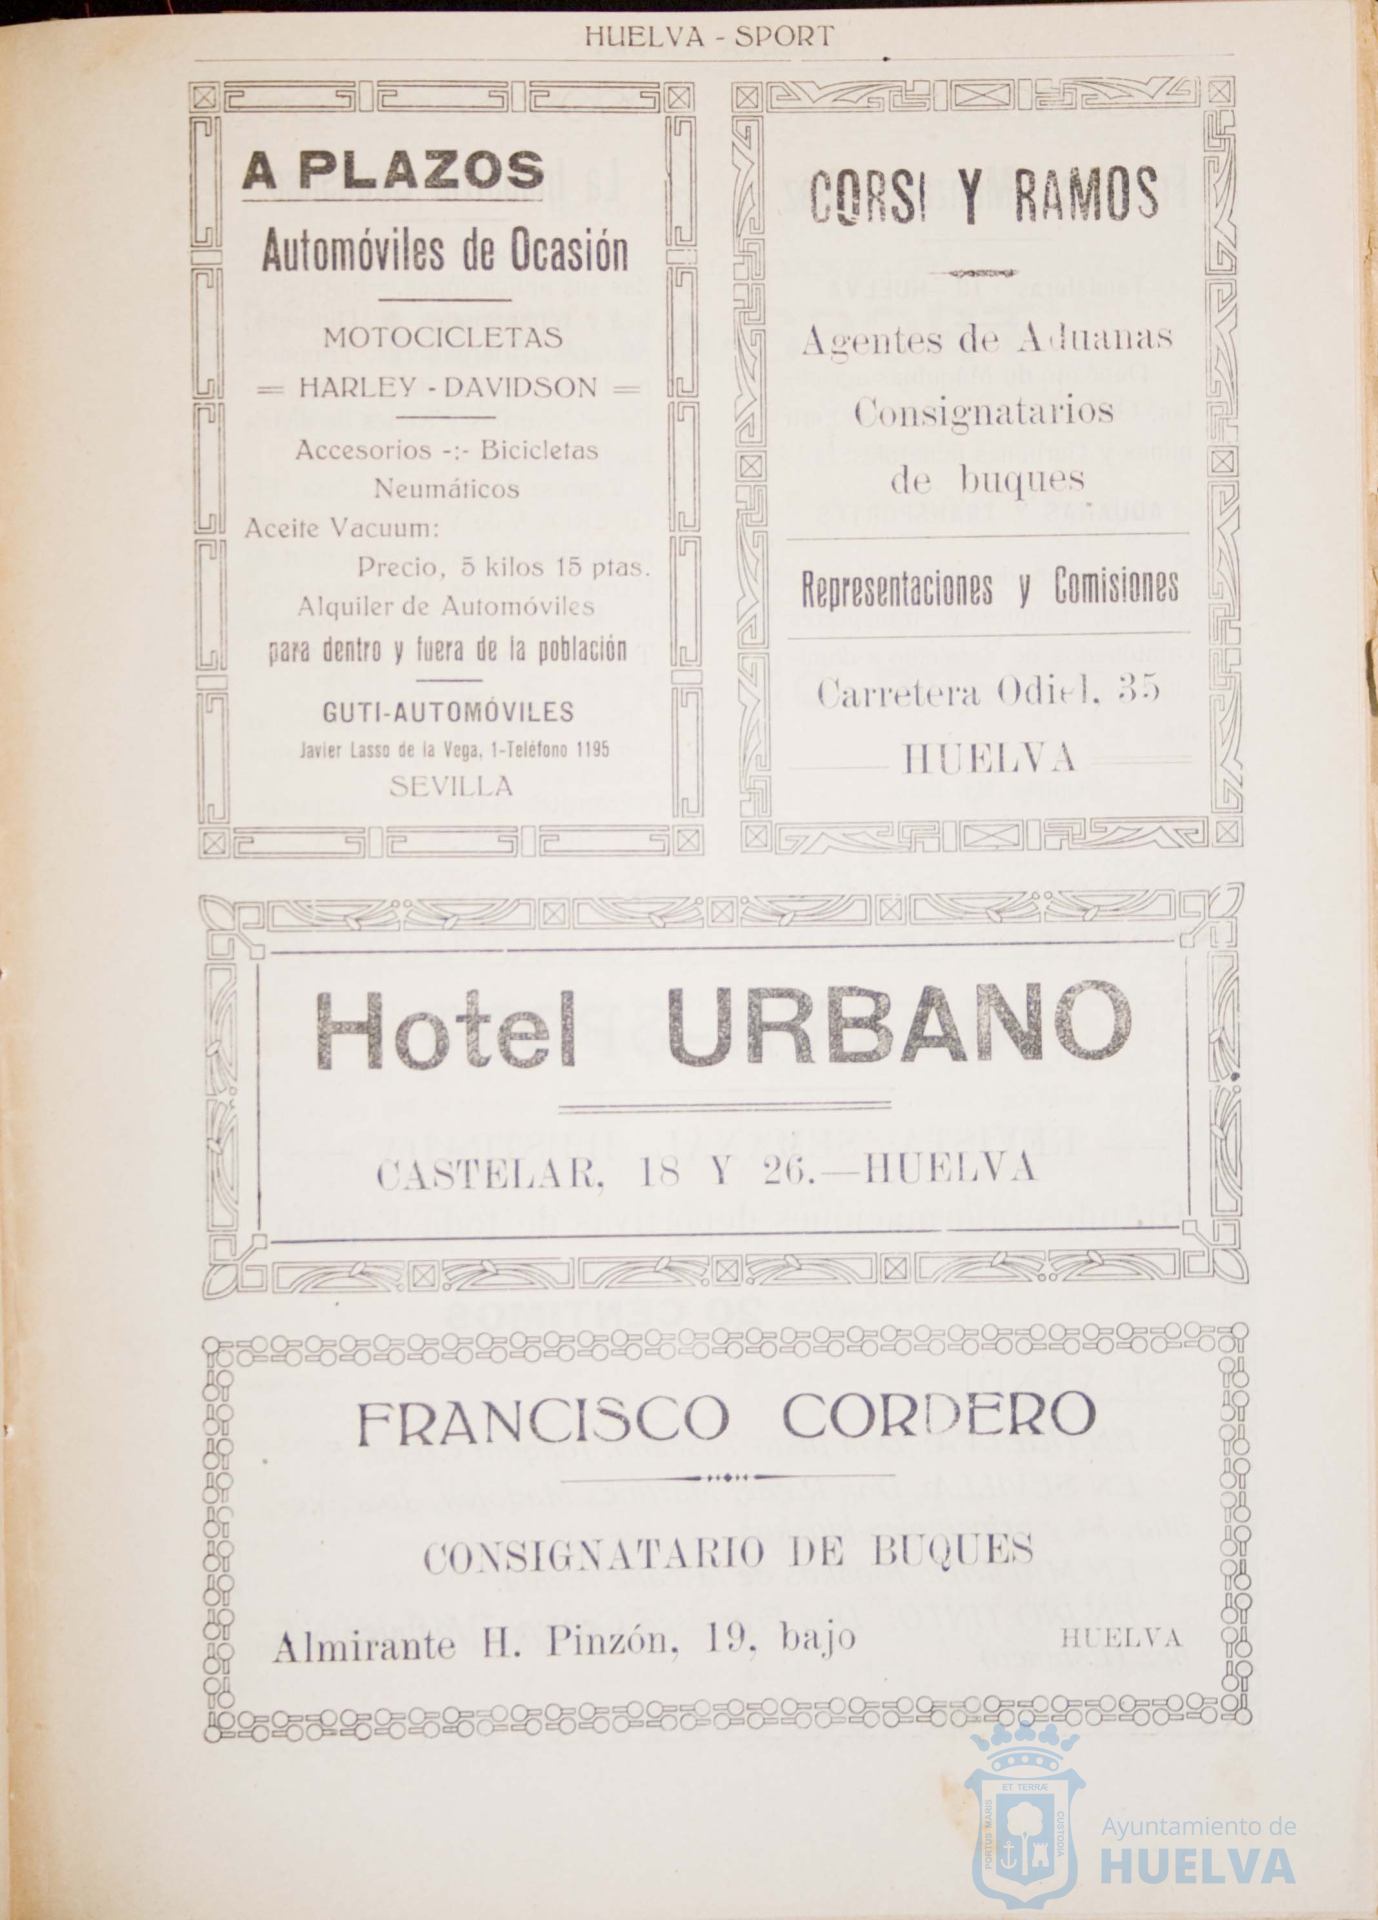 HUELVA - SPORT
A PLAZOS
Automóviles de Ocasión
MOTOCICLETAS
= HARLEY - DAVIDSON =
Accesorios -:- Bicicletas
Neumáticos
Aceite Vacuum:
Precio, 5 kilos 15 ptas.
Alquiler de Automóviles
para dentro y fuera de la población
GUTI-AUTOMÓVILES
Javier Lasso de la Vega, 1-Teléfono 1195
SEVILLA
CORSI Y RAMOS
Agentes de Aduanas
Consignatarios
de buques
Representaciones y Comisiones
Carretera Odiel, 35
HUELVA
Hotel URBANO
CASTELAR, 18 Y 26.—HUELVA
FRANCISCO CORDERO
CONSIGNATARIO DE BUQUES
Almirante H. Pinzón, 19, bajo HUELVA
PORTUS MARIS
ET TERRÆ
CUSTODIA
Ayuntamiento de
HUELVA